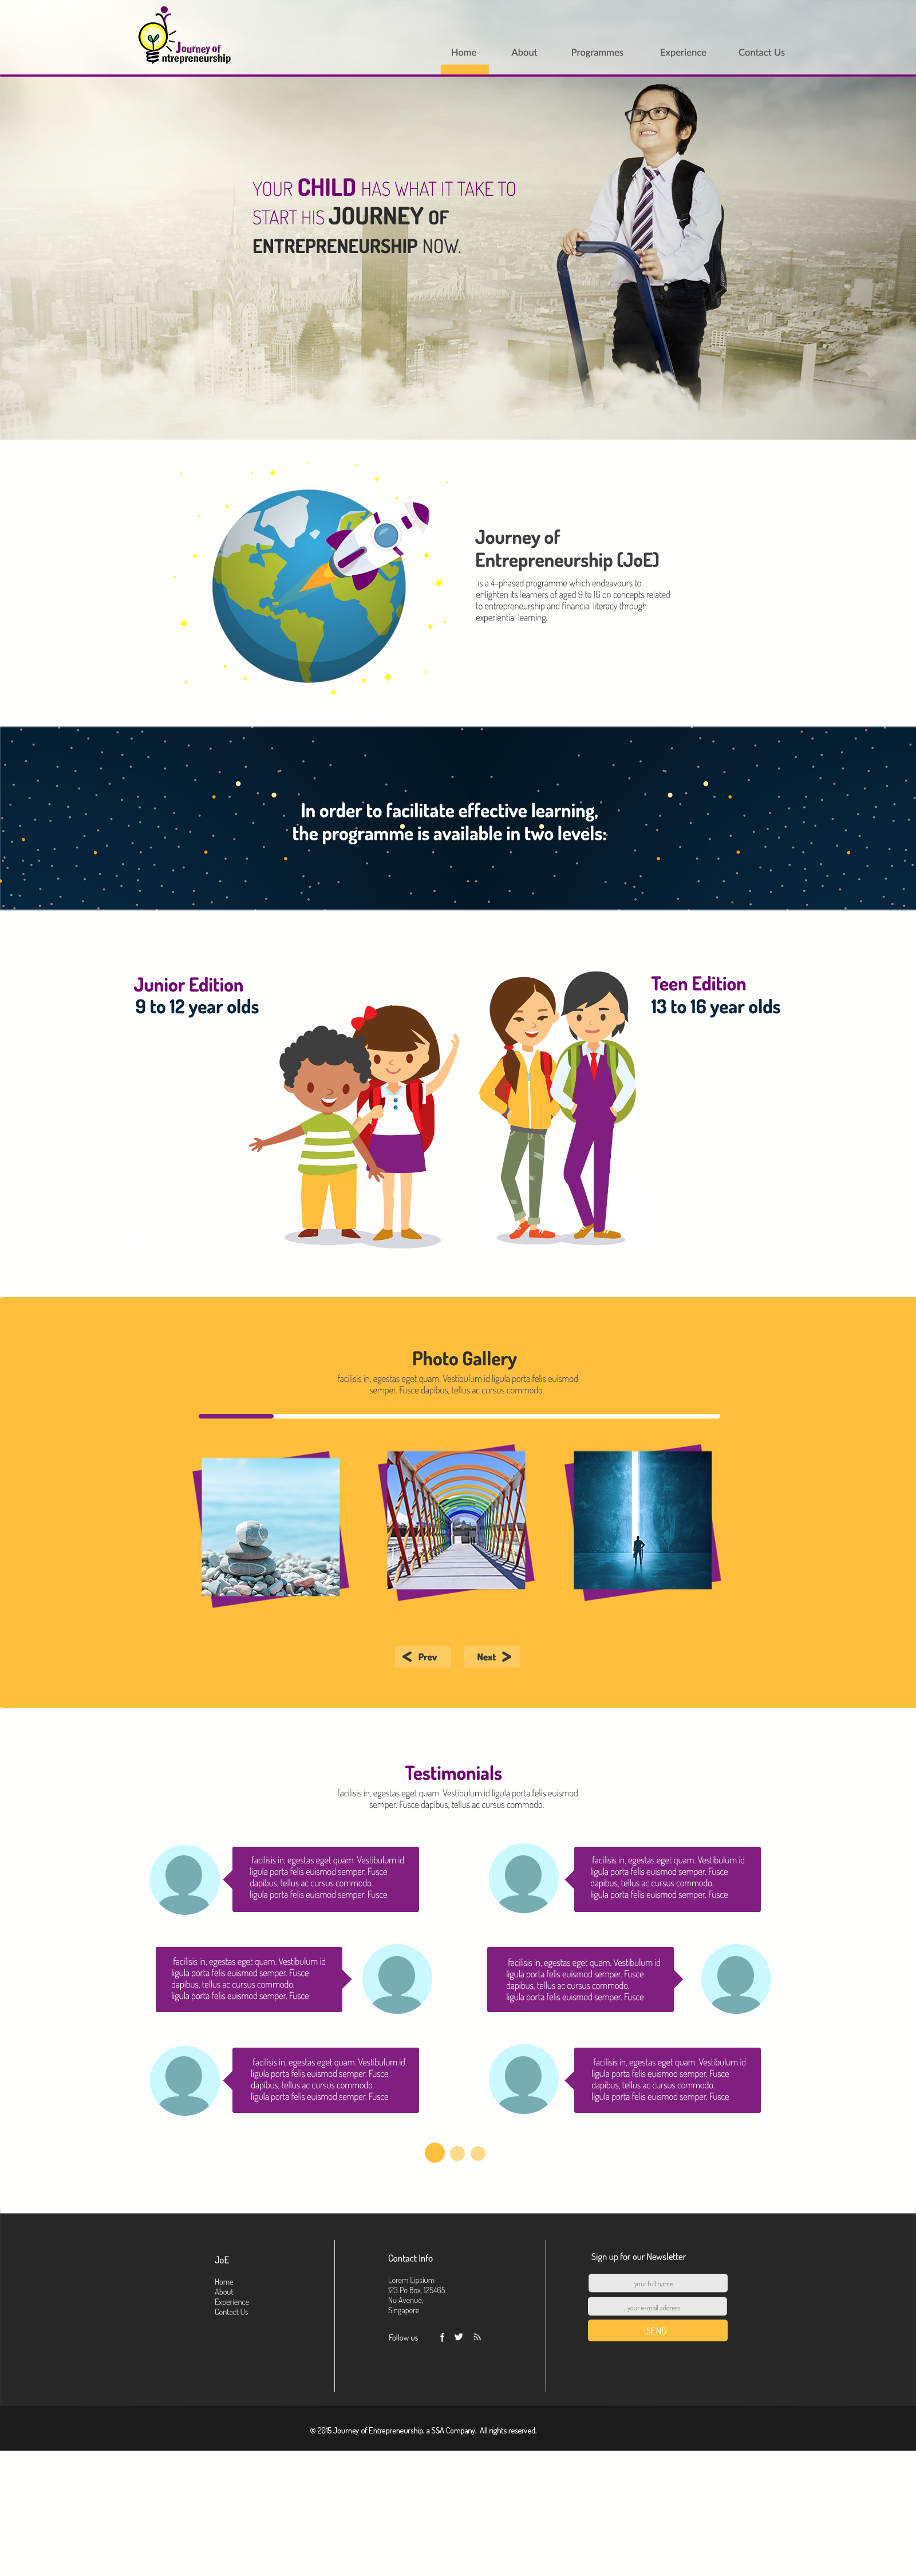 Journey of
ntrepreneurship
Home About Programmes Experience Contact Us
YOUR CHILD HAS WHAT IT TAKE TO
START HIS JOURNEY OF
ENTREPRENEURSHIP NOW.
Journey of
Entrepreneurship (JoE)
is a 4-phased programme which endeavours to
enlighten its learners of aged 9 to 16 on concepts related
to entrepreneurship and financial literacy through
experiential learning.
In order to facilitate effective learning,
the programme is available in two levels:
Junior Edition
9 to 12 year olds
Teen Edition
13 to 16 year olds
Photo Gallery
facilisis in, egestas eget quam. Vestibulum id ligula porta felis euismod
semper. Fusce dapibus, tellus ac cursus commodo.
< Prev
Next >
Testimonials
facilisis in, egestas eget quam. Vestibulum id ligula porta felis euismod
semper. Fusce dapibus, tellus ac cursus commodo.
facilisis in, egestas eget quam. Vestibulum id
ligula porta felis euismod semper. Fusce
dapibus, tellus ac cursus commodo.
ligula porta felis euismod semper. Fusce
facilisis in, egestas eget quam. Vestibulum id
ligula porta felis euismod semper. Fusce
dapibus, tellus ac cursus commodo.
ligula porta felis euismod semper. Fusce
facilisis in, egestas eget quam. Vestibulum id
ligula porta felis euismod semper. Fusce
dapibus, tellus ac cursus commodo.
ligula porta felis euismod semper. Fusce
facilisis in, egestas eget quam. Vestibulum id
ligula porta felis euismod semper. Fusce
dapibus, tellus ac cursus commodo.
ligula porta felis euismod semper. Fusce
facilisis in, egestas eget quam. Vestibulum id
ligula porta felis euismod semper. Fusce
dapibus, tellus ac cursus commodo.
ligula porta felis euismod semper. Fusce
facilisis in, egestas eget quam. Vestibulum id
ligula porta felis euismod semper. Fusce
dapibus, tellus ac cursus commodo.
ligula porta felis euismod semper. Fusce
JoE
Home
About
Experience
Contact Us
Contact Info
Lorem Lipsium
123 Po Box, 125465
Nu Avenue,
Singapore
Follow us
Sign up for our Newsletter
your full name
your e-mail address
SEND
© 2015 Journey of Entrepreneurship. a SSA Company. All rights reserved.